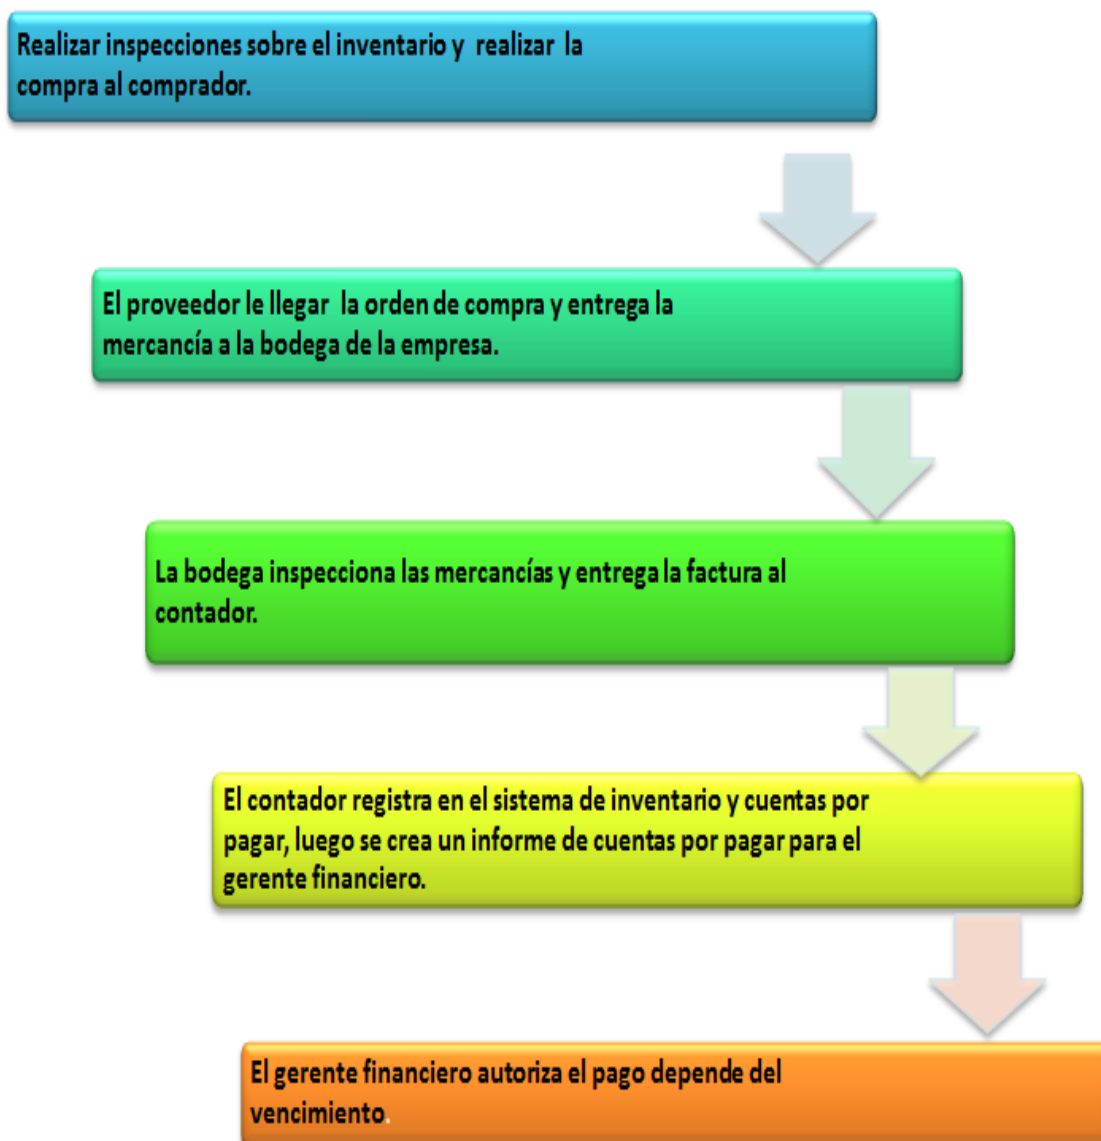 Realizar inspecciones sobre el inventario y realizar la
compra al comprador.
El proveedor le llegar la orden de compra y entrega la
mercancía a la bodega de la empresa.
La bodega inspecciona las mercancías y entrega la factura al
contador.
El contador registra en el sistema de inventario y cuentas por
pagar, luego se crea un informe de cuentas por pagar para el
gerente financiero.
El gerente financiero autoriza el pago depende del
vencimiento.